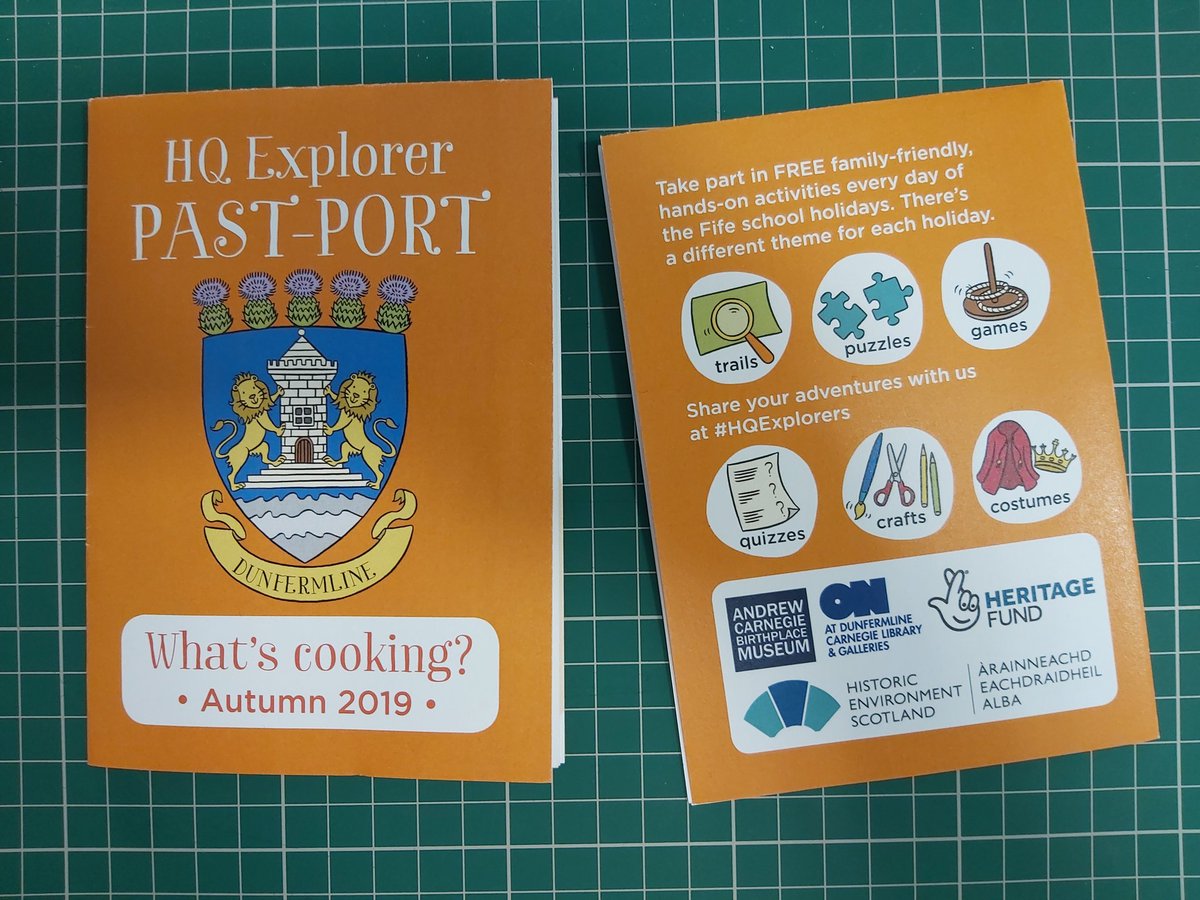 HQ Explorer
PAST-PORT
DUNFERMLINE
What's cooking?
• Autumn 2019 •
Take part in FREE family-friendly,
hands-on activities every day of
the Fife school holidays. There's
a different theme for each holiday.
trails
puzzles
games
Share your adventures with us
at #HQExplorers
quizzes
crafts
costumes
ANDREW
CARNEGIE
BIRTHPLACE
MUSEUM
ON
AT DUNFERMLINE
CARNEGIE LIBRARY
& GALLERIES
HERITAGE
FUND
HISTORIC
ENVIRONMENT
SCOTLAND
ÀRAINNEACHD
EACHDRAIDHEIL
ALBA